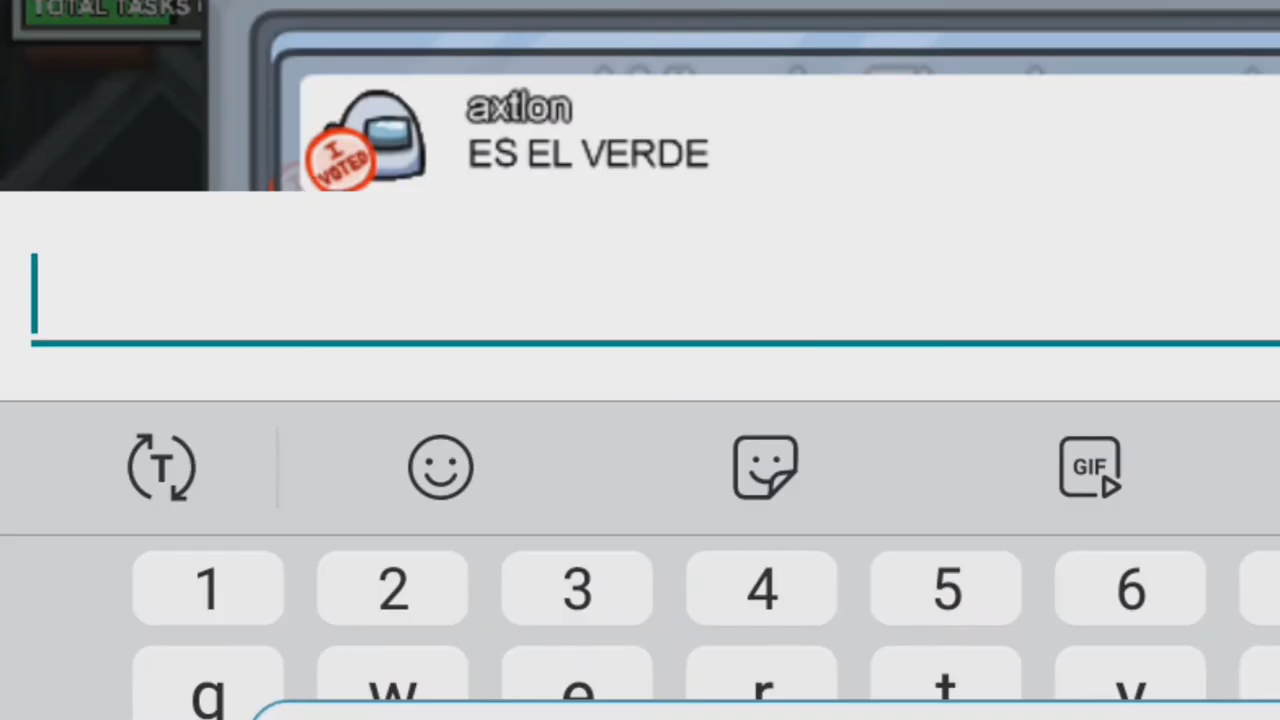 TOTAL TASKS
axtlon
I VOTED
ES EL VERDE
GIF
1 2 3 4 5 6
q w e r t y